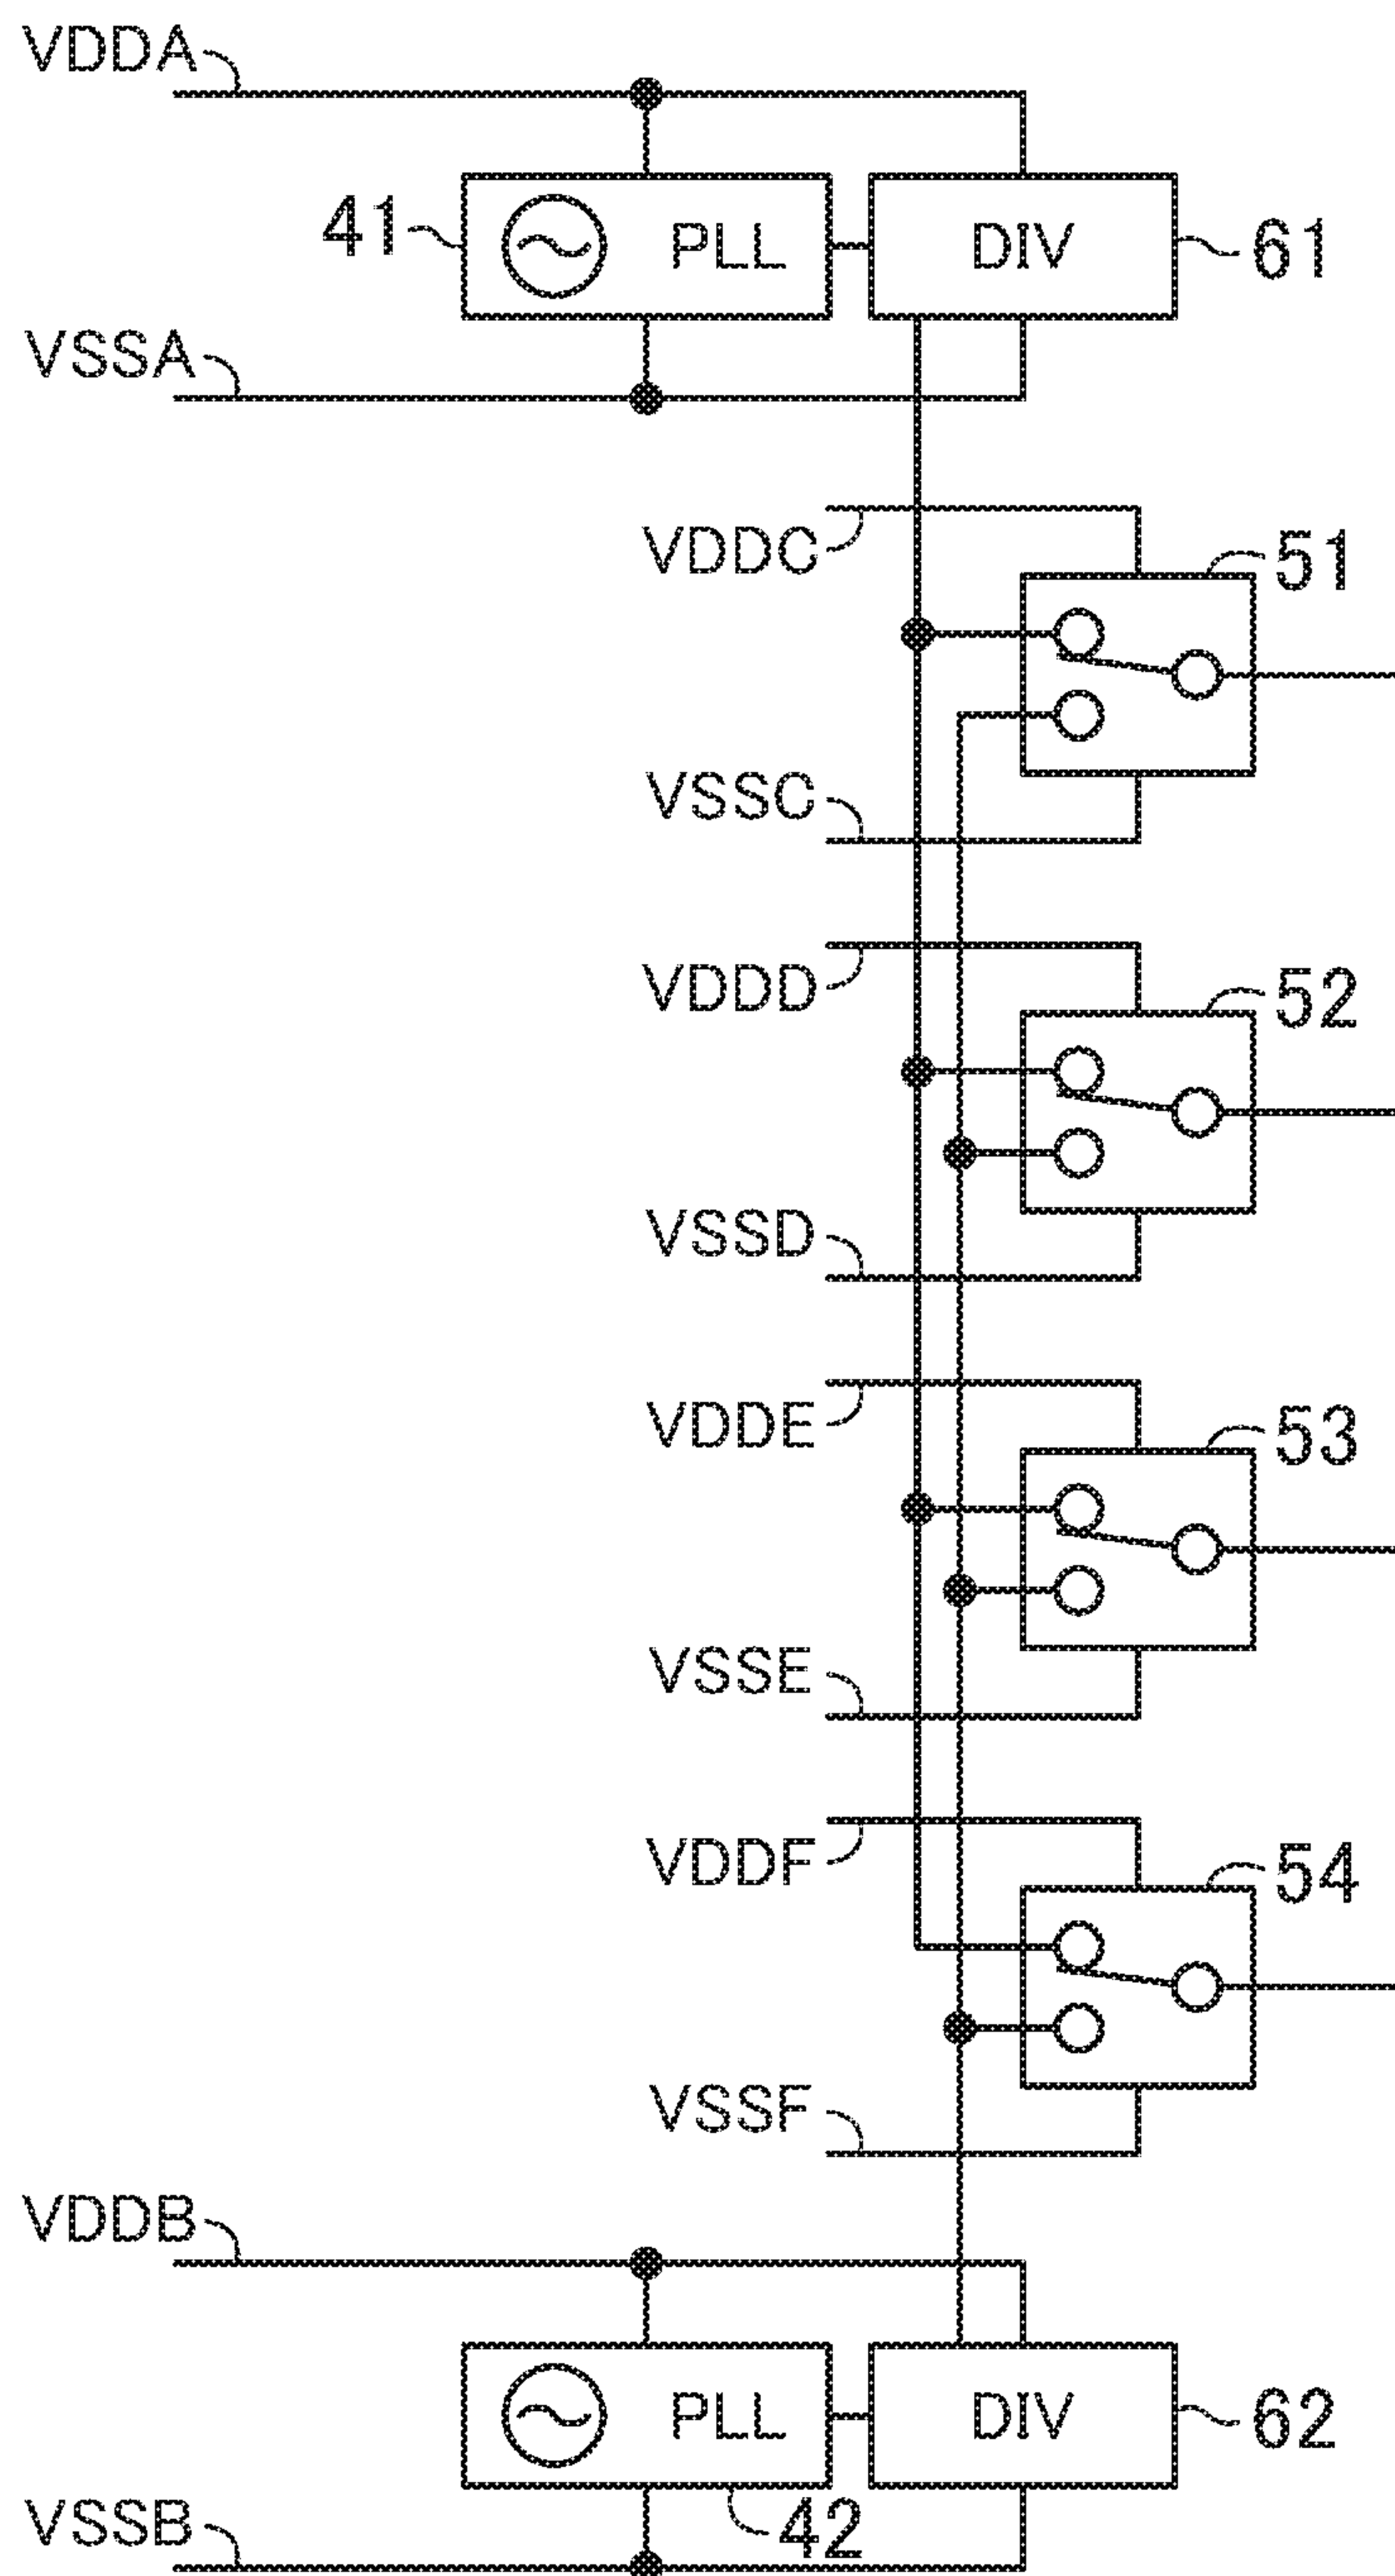 VDDA
41 PLL DIV 61
VSSA
VDDC
51
VSSC
VDDD
52
VSSD
VDDE
53
VSSE
VDDF
54
VSSF
VDDB
PLL DIV 62
42
VSSB